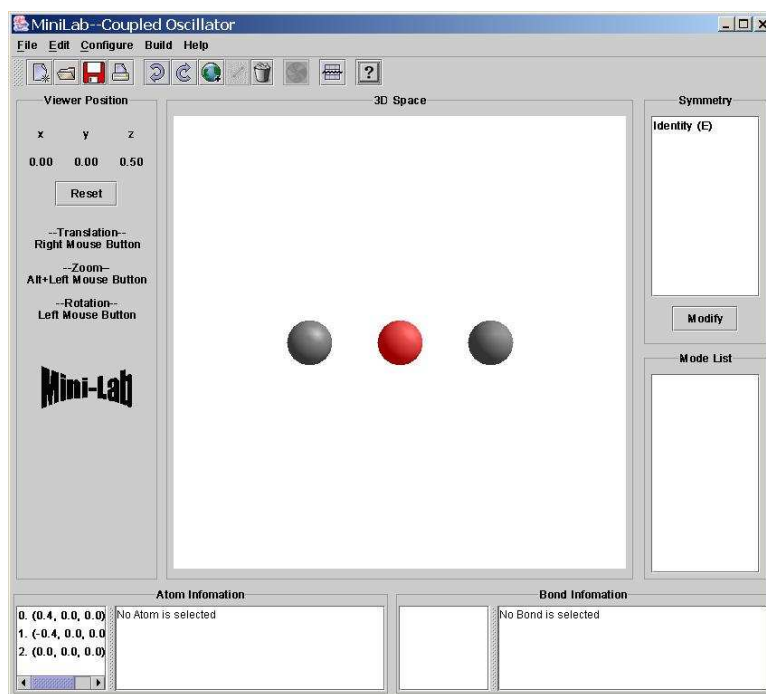 MiniLab--Coupled Oscillator
File Edit Configure Build Help
?
Viewer Position
x y z
0.00 0.00 0.50
Reset
--Translation--
Right Mouse Button
--Zoom--
Alt+Left Mouse Button
--Rotation--
Left Mouse Button
Mini-Lab
3D Space
Symmetry
Identity (E)
Modify
Mode List
Atom Infomation
0. (0.4, 0.0, 0.0)
1. (-0.4, 0.0, 0.0
2. (0.0, 0.0, 0.0)
No Atom is selected
Bond Infomation
No Bond is selected